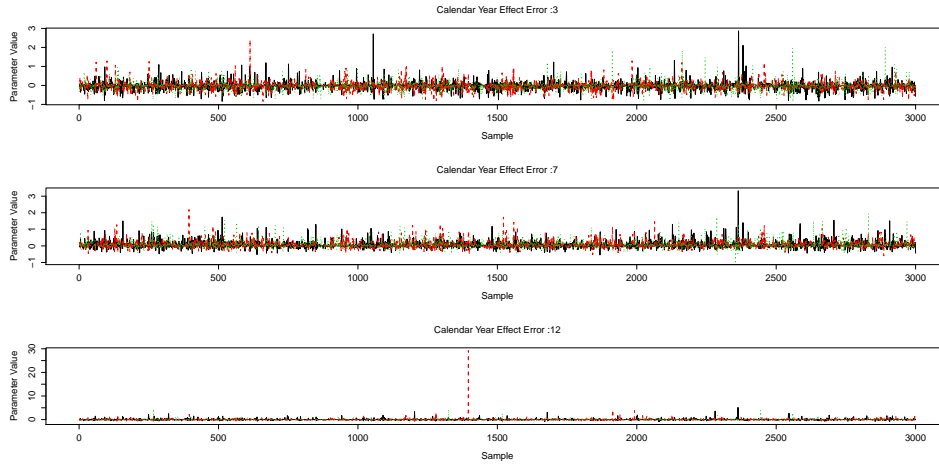 Calendar Year Effect Error :3
Parameter Value
3
2
1
0
−1
0 500 1000 1500 2000 2500 3000
Sample
Calendar Year Effect Error :7
Parameter Value
3
2
1
0
−1
0 500 1000 1500 2000 2500 3000
Sample
Calendar Year Effect Error :12
Parameter Value
30
20
10
5
0
0 500 1000 1500 2000 2500 3000
Sample